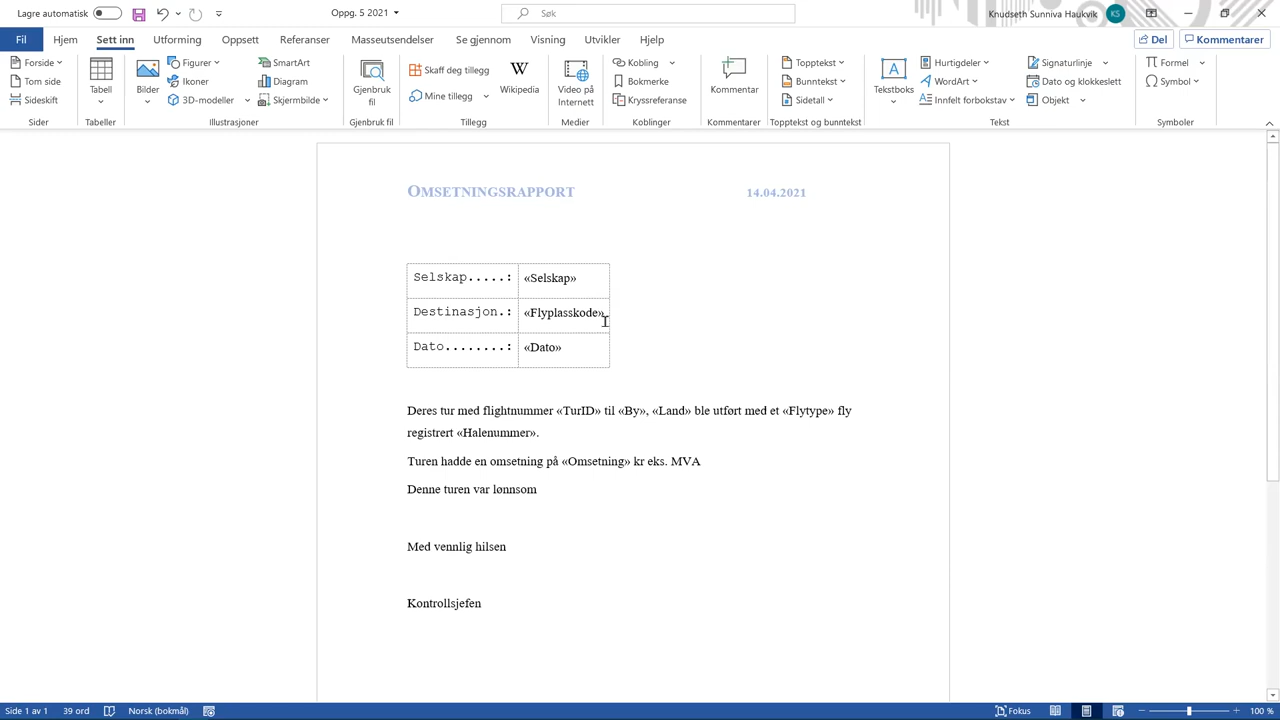 Lagre automatisk
Oppg. 5 2021
Søk
Knudseth Sunniva Haukvik
KS
Fil
Hjem
Sett inn
Utforming
Oppsett
Referanser
Masseutsendelser
Se gjennom
Visning
Utvikler
Hjelp
Del
Kommentarer
Forside
Tom side
Sideskift
Sider
Tabell
Tabeller
Bilder
Figurer
Ikoner
3D-modeller
SmartArt
Diagram
Skjermbilde
Illustrasjoner
Gjenbruk fil
Gjenbruk fil
Skaff deg tillegg
Mine tillegg
Wikipedia
Tillegg
Video på Internett
Medier
Kobling
Bokmerke
Kryssreferanse
Koblinger
Kommentar
Kommentarer
Topptekst
Bunntekst
Sidetall
Topptekst og bunntekst
Tekstboks
Hurtigdeler
WordArt
Innfelt forbokstav
Signaturlinje
Dato og klokkeslett
Objekt
Tekst
Formel
Symbol
Symboler
OMSETNINGSRAPPORT 14.04.2021
Selskap.....: «Selskap»
Destinasjon.: «Flyplasskode»
Dato........: «Dato»
Deres tur med flightnummer «TurID» til «By», «Land» ble utført med et «Flytype» fly
registrert «Halenummer».
Turen hadde en omsetning på «Omsetning» kr eks. MVA
Denne turen var lønnsom
Med vennlig hilsen
Kontrollsjefen
Side 1 av 1 39 ord Norsk (bokmål) Fokus 100 %